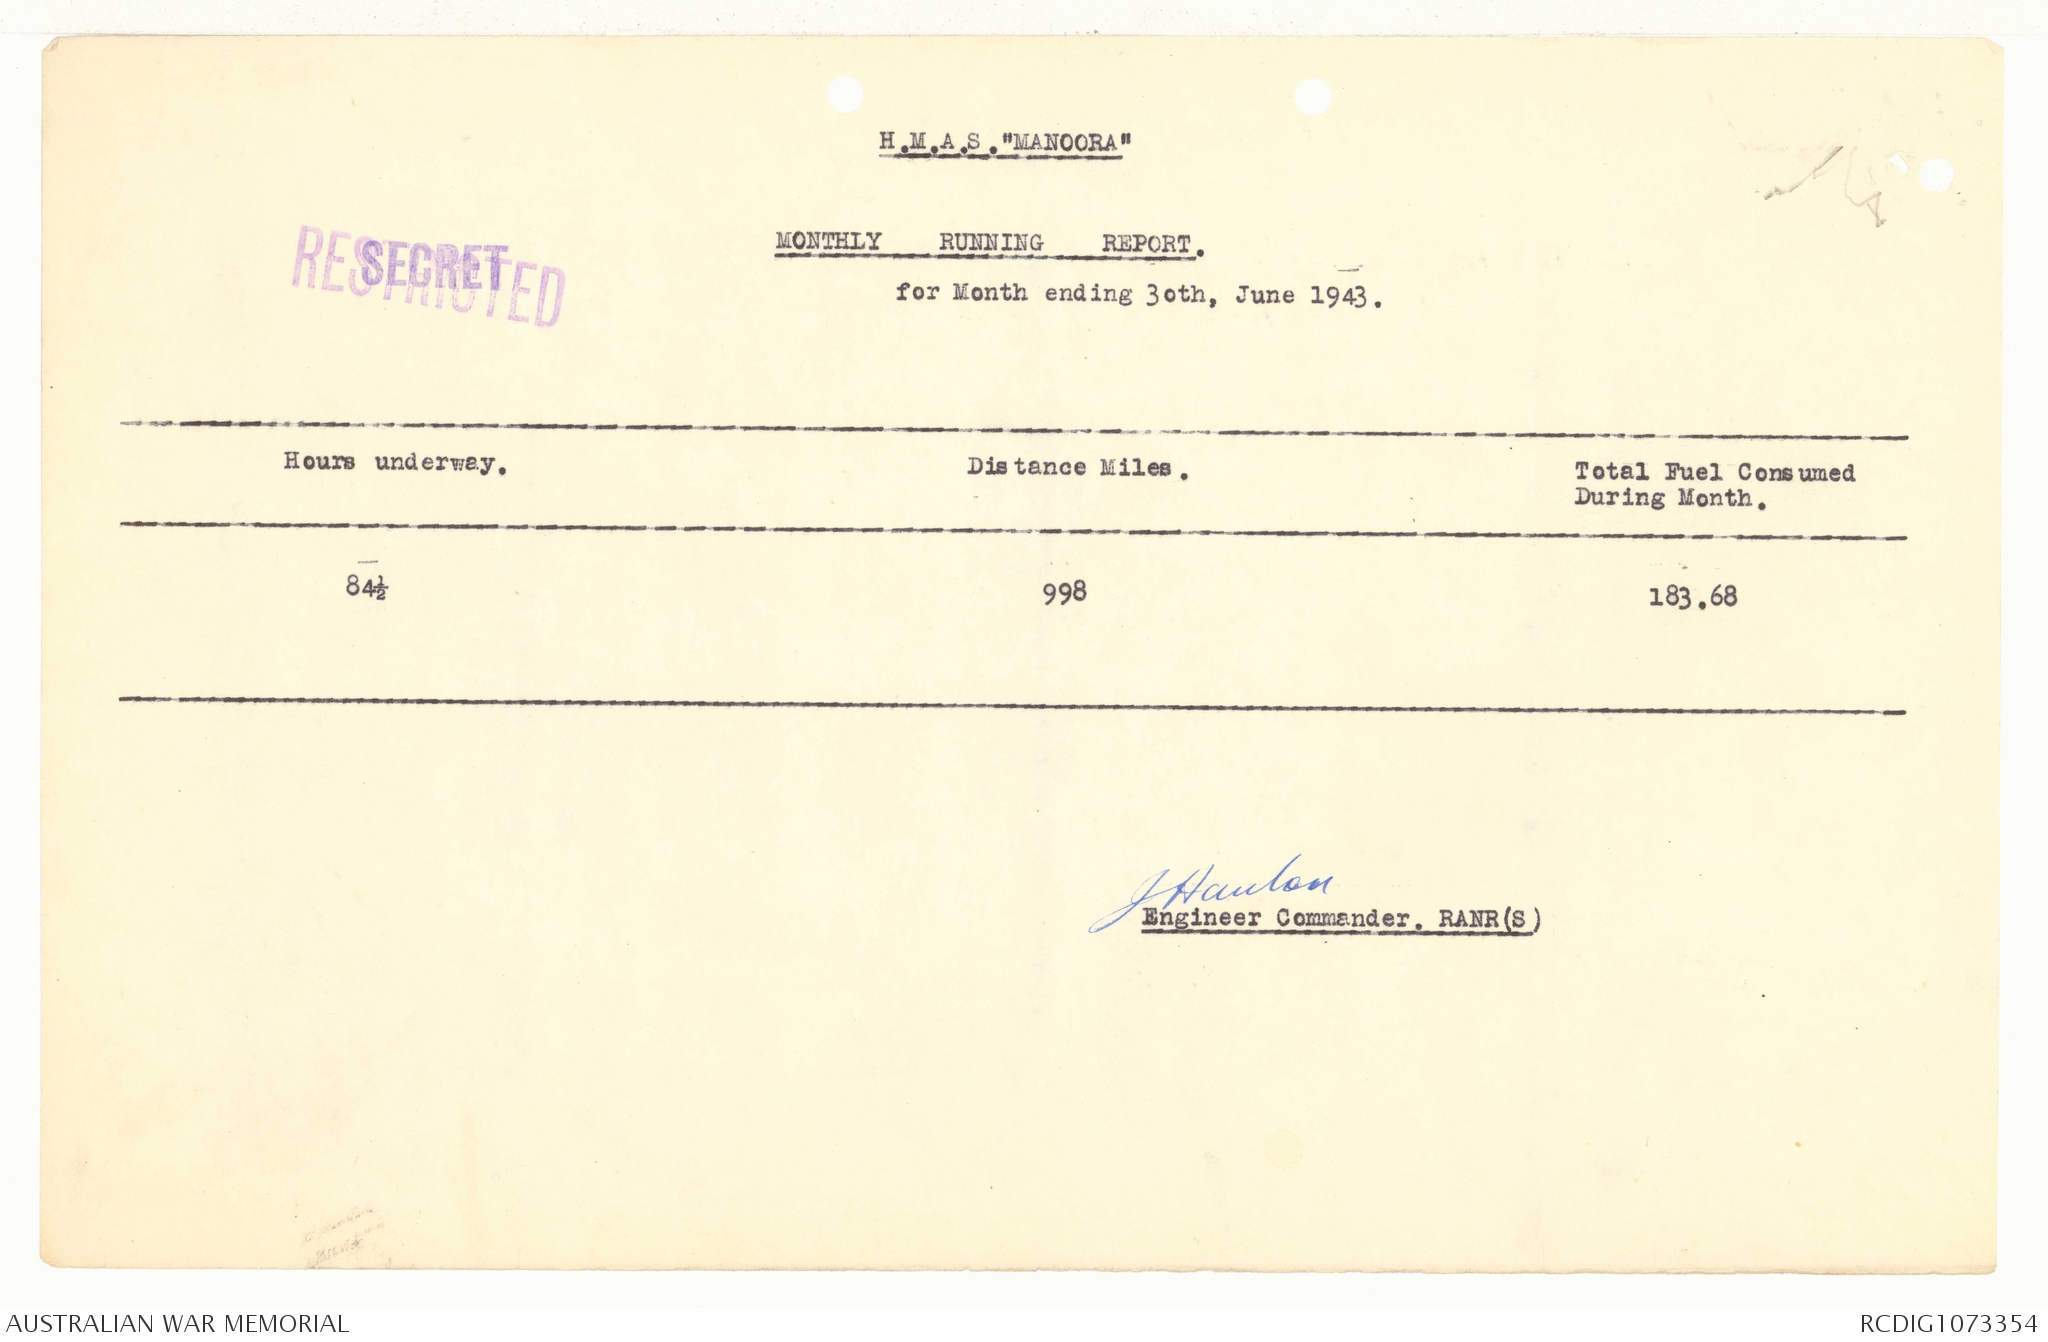 H.M.A.S."MANOORA"
MONTHLY RUNNING REPORT.
RESTRICTED
SECRET
for Month ending 30th, June 1943.
Hours underway.
Distance Miles.
Total Fuel Consumed
During Month.
84½
998
183.68
J Hanlon
Engineer Commander. RANR(S)
AUSTRALIAN WAR MEMORIAL
RCDIG1073354